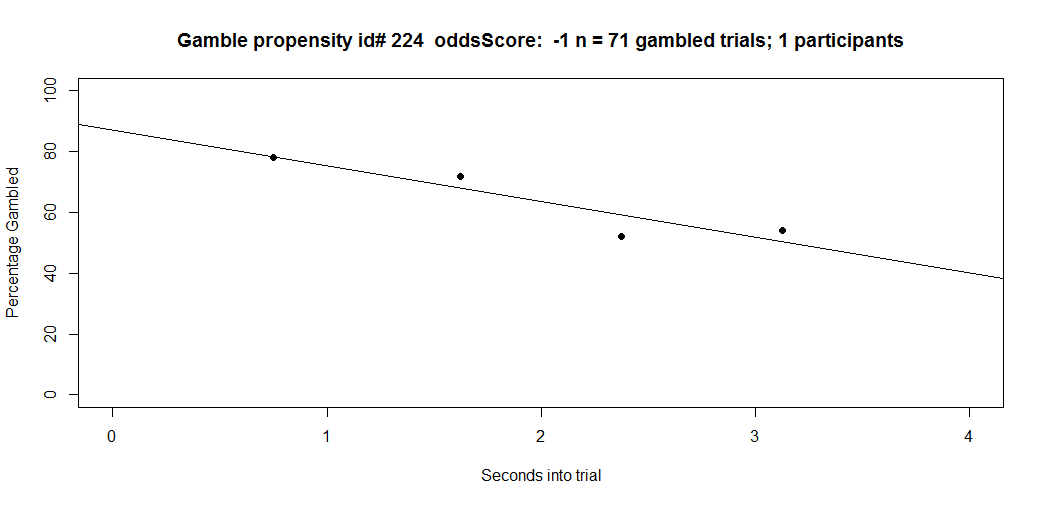 Gamble propensity id# 224  oddsScore:  -1 n = 71 gambled trials; 1 participants
Percentage Gambled
100
80
60
40
20
0
0 1 2 3 4
Seconds into trial